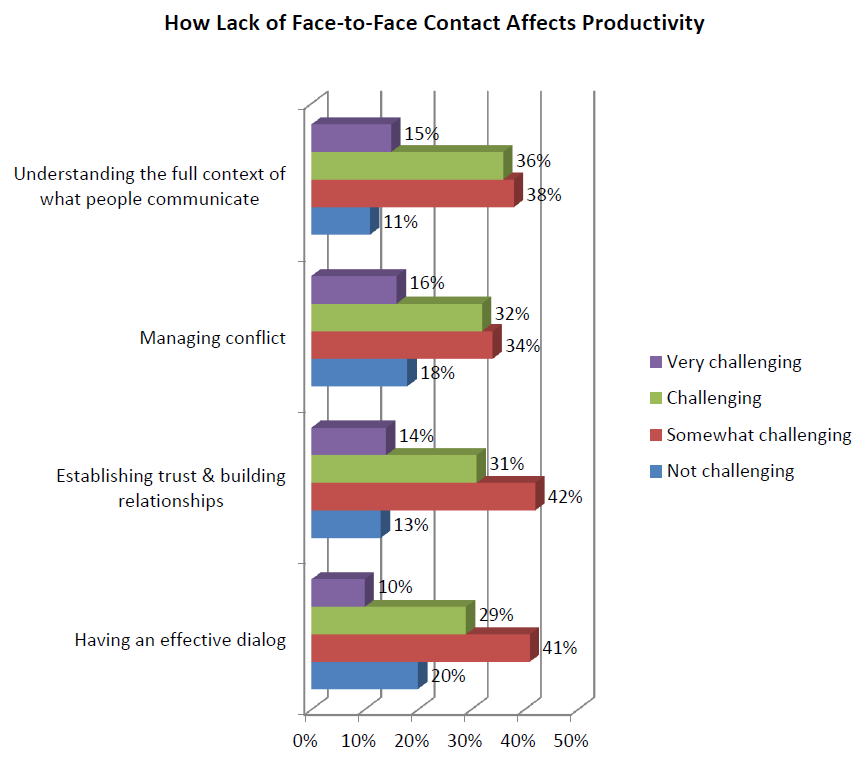 How Lack of Face-to-Face Contact Affects Productivity
Understanding the full context of
what people communicate
15%
36%
38%
11%
Managing conflict
16%
32%
34%
18%
Establishing trust & building
relationships
14%
31%
42%
13%
Having an effective dialog
10%
29%
41%
20%
0% 10% 20% 30% 40% 50%
Very challenging
Challenging
Somewhat challenging
Not challenging